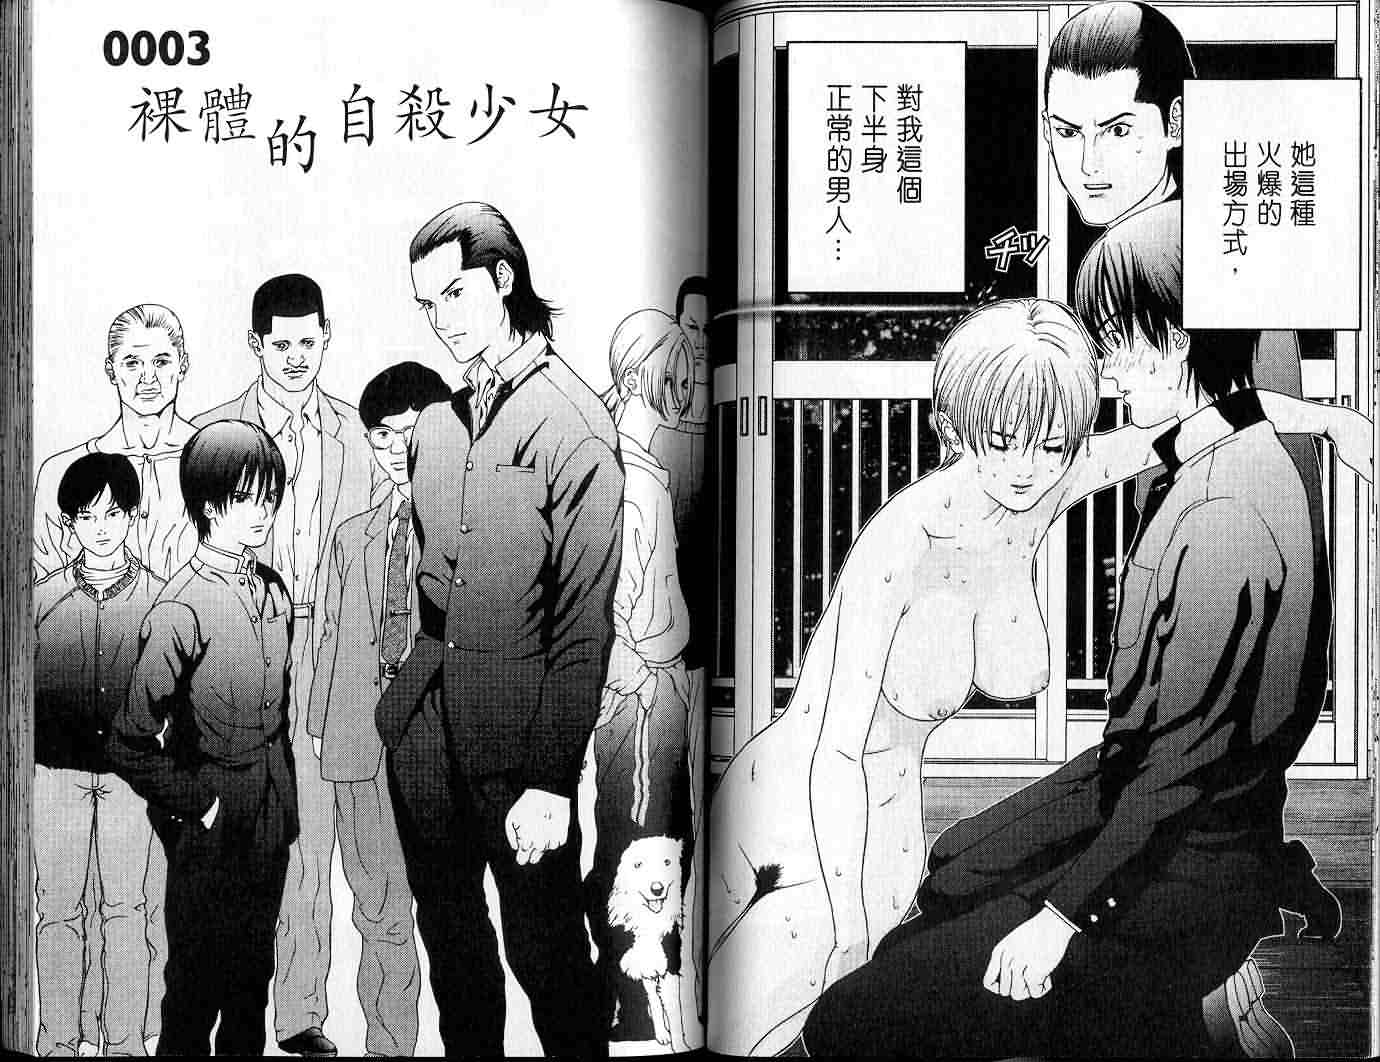 她這種
火爆的
出場方式，
對我這個
下半身
正常的男人…
チッ
0003
裸體的自殺少女